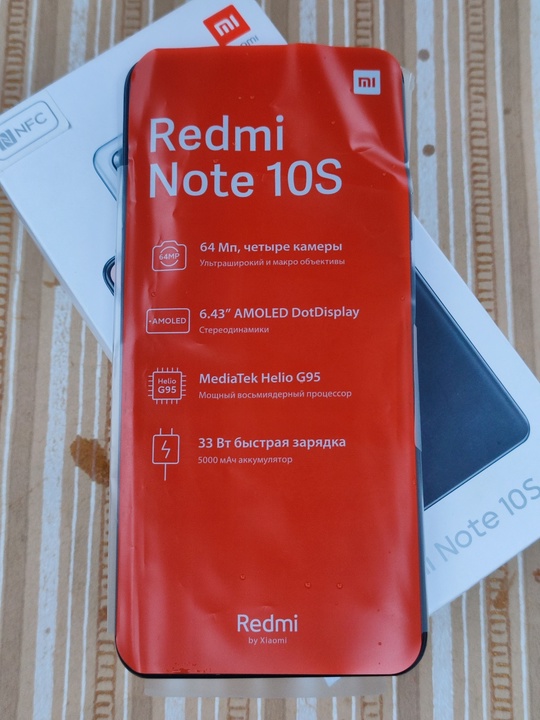 mi
NFC
mi
Redmi
Note 10S
64MP
64 Мп, четыре камеры
Ультраширокий и макро объективы
AMOLED
6.43” AMOLED DotDisplay
Стереодинамики
Helio
G95
MediaTek Helio G95
Мощный восьмиядерный процессор
33 Вт быстрая зарядка
5000 мАч аккумулятор
Note 10S
Redmi
by Xiaomi